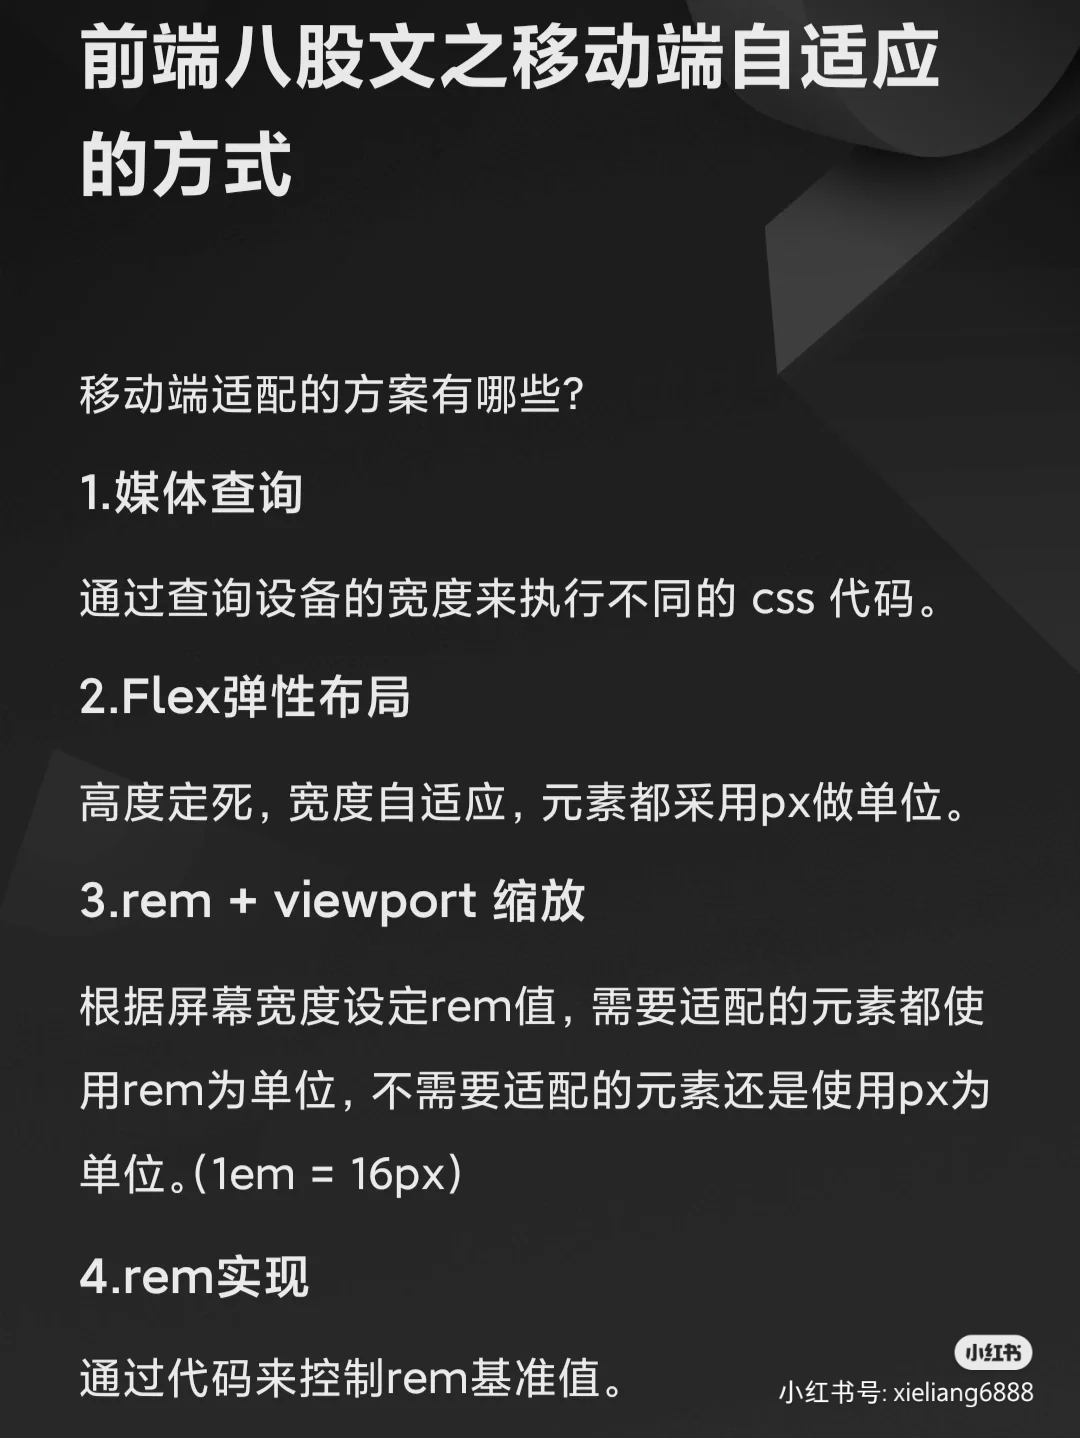 前端八股文之移动端自适应
的方式
移动端适配的方案有哪些?
1.媒体查询
通过查询设备的宽度来执行不同的 css 代码。
2.Flex弹性布局
高度定死，宽度自适应，元素都采用px做单位。
3.rem + viewport 缩放
根据屏幕宽度设定rem值，需要适配的元素都使
用rem为单位，不需要适配的元素还是使用px为
单位。(1em = 16px)
4.rem实现
通过代码来控制rem基准值。
小红书
小红书号: xieliang6888